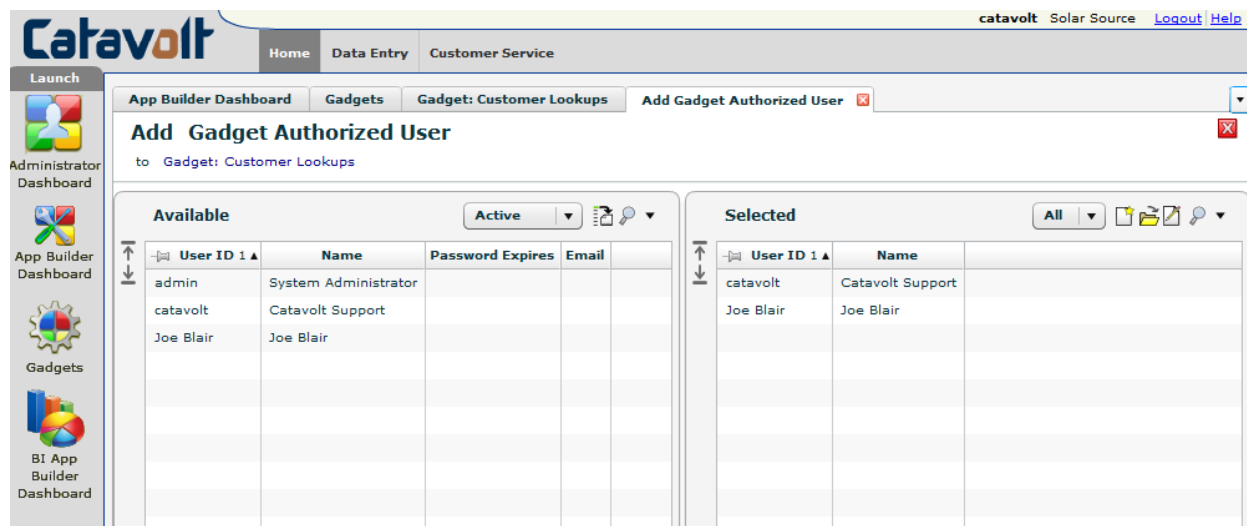 catavolt Solar Source Logout Help
Catavolt
Home Data Entry Customer Service
Launch
Administrator
Dashboard
App Builder
Dashboard
Gadgets
BI App
Builder
Dashboard
App Builder Dashboard Gadgets Gadget: Customer Lookups Add Gadget Authorized User
Add Gadget Authorized User
to Gadget: Customer Lookups
Available Active
User ID 1 Name Password Expires Email
admin System Administrator
catavolt Catavolt Support
Joe Blair Joe Blair
Selected All
User ID 1 Name
catavolt Catavolt Support
Joe Blair Joe Blair